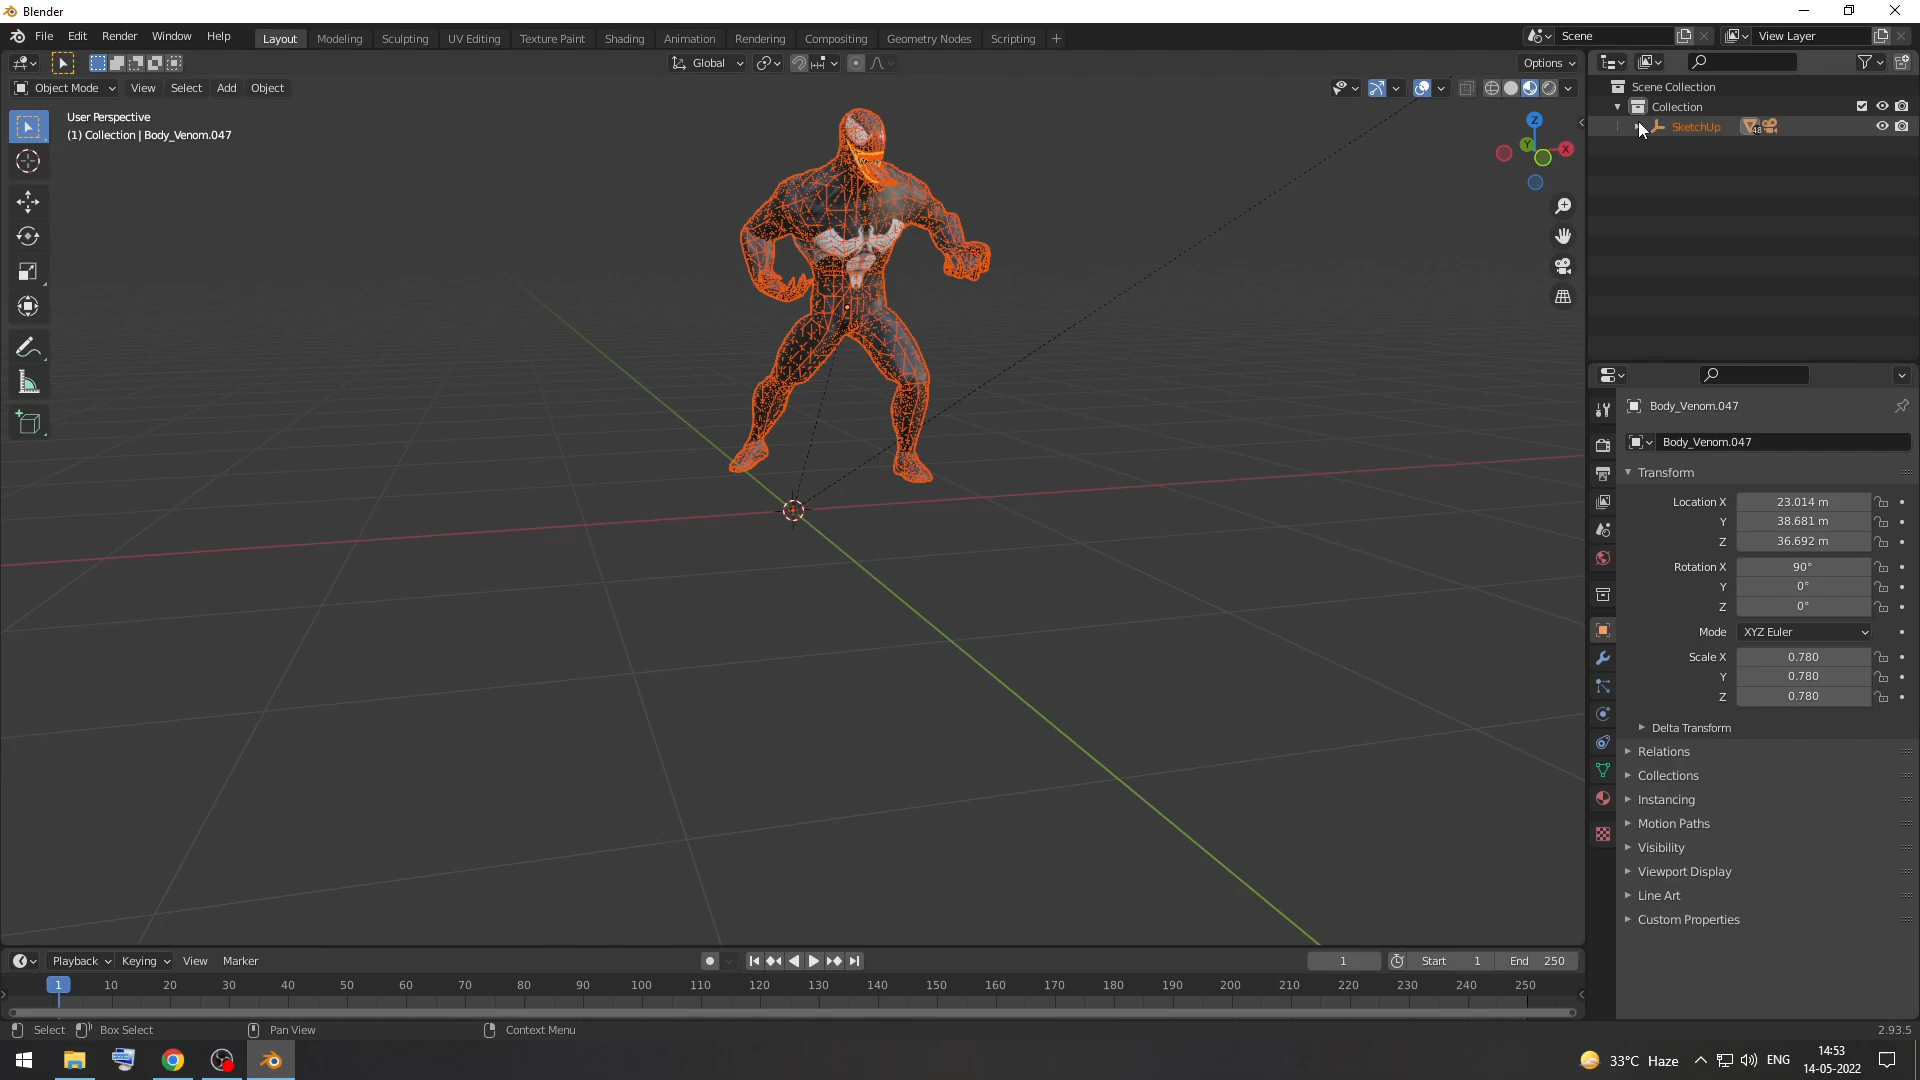 Blender
File Edit Render Window Help
Layout Modeling Sculpting UV Editing Texture Paint Shading Animation Rendering Compositing Geometry Nodes Scripting +
Scene
View Layer
Global
Options
Object Mode View Select Add Object
User Perspective
(1) Collection | Body_Venom.047
Z
Y
X
Scene Collection
Collection
SketchUp
48
Body_Venom.047
Body_Venom.047
Transform
Location X 23.014 m
Y 38.681 m
Z 36.692 m
Rotation X 90°
Y 0°
Z 0°
Mode XYZ Euler
Scale X 0.780
Y 0.780
Z 0.780
Delta Transform
Relations
Collections
Instancing
Motion Paths
Visibility
Viewport Display
Line Art
Custom Properties
Playback Keying View Marker
1
Start 1
End 250
1 10 20 30 40 50 60 70 80 90 100 110 120 130 140 150 160 170 180 190 200 210 220 230 240 250
Select Box Select Pan View Context Menu
2.93.5
33°C Haze
ENG
14:53
14-05-2022